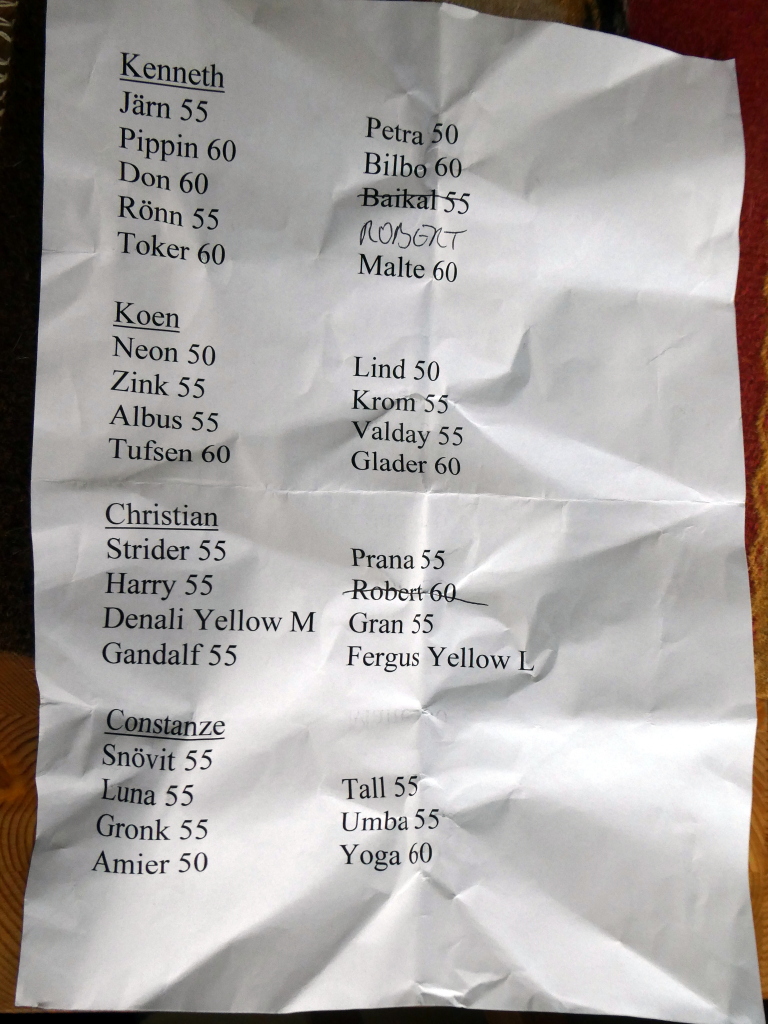 Kenneth
Järn 55
Petra 50
Pippin 60
Bilbo 60
Don 60
Baikal 55
Rönn 55
ROBERT
Toker 60
Malte 60
Koen
Neon 50
Lind 50
Zink 55
Krom 55
Albus 55
Valday 55
Tufsen 60
Glader 60
Christian
Strider 55
Prana 55
Harry 55
Robert 60
Denali Yellow M
Gran 55
Gandalf 55
Fergus Yellow L
Constanze
Snövit 55
Tall 55
Luna 55
Umba 55
Gronk 55
Yoga 60
Amier 50